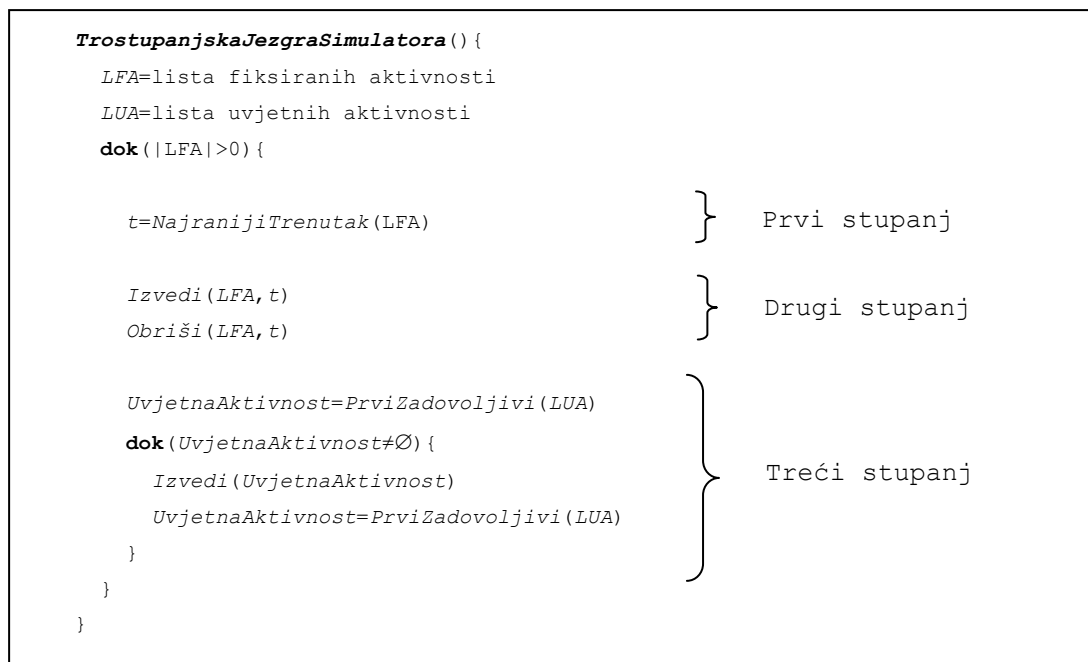 TrostupanjskaJezgraSimulatora(){
LFA=lista fiksiranih aktivnosti
LUA=lista uvjetnih aktivnosti
dok(|LFA|>0){
t=NajranijiTrenutak(LFA)
Prvi stupanj
Izvedi(LFA,t)
Obriši(LFA,t)
Drugi stupanj
UvjetnaAktivnost=PrviZadovoljivi(LUA)
dok(UvjetnaAktivnost≠∅){
Izvedi(UvjetnaAktivnost)
UvjetnaAktivnost=PrviZadovoljivi(LUA)
}
Treći stupanj
}
}